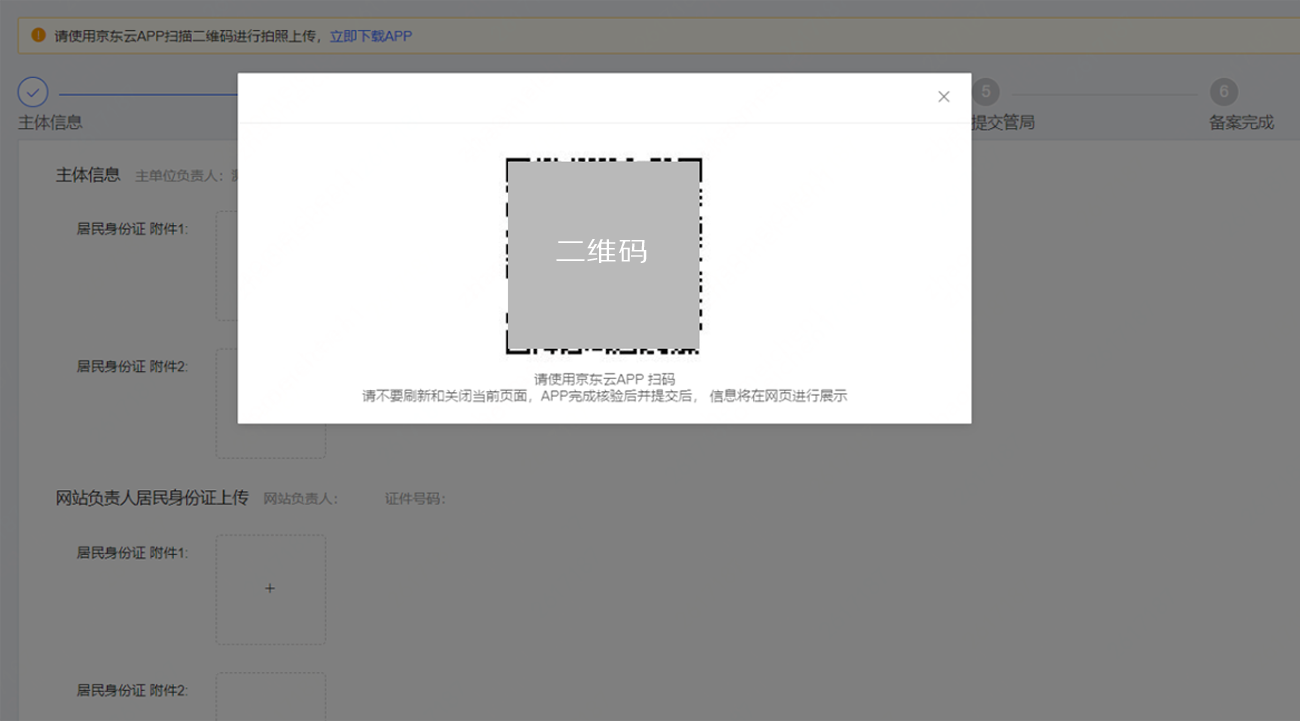 请使用京东云APP扫描二维码进行拍照上传，立即下载APP
5
6
主体信息
提交管局
备案完成
主体信息 主单位负责人：
居民身份证 附件1:
二维码
居民身份证 附件2:
请使用京东云APP 扫码
请不要刷新和关闭当前页面，APP完成核验后并提交后， 信息将在网页进行展示
网站负责人居民身份证上传 网站负责人： 证件号码：
居民身份证 附件1:
居民身份证 附件2: